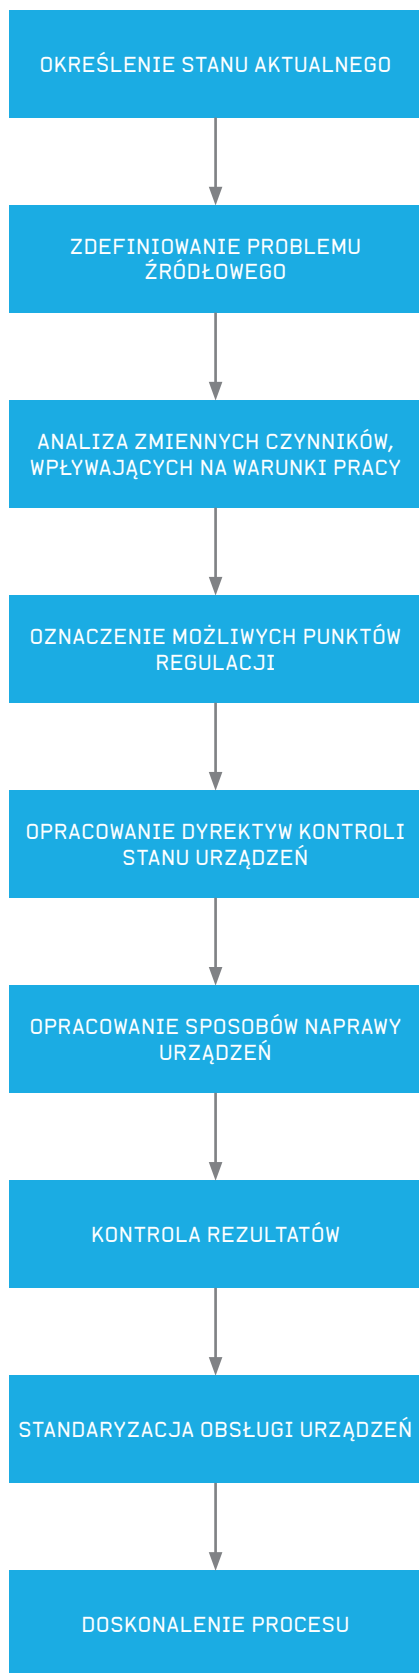 OKREŚLENIE STANU AKTUALNEGO
ZDEFINIOWANIE PROBLEMU
ŹRÓDŁOWEGO
ANALIZA ZMIENNYCH CZYNNIKÓW,
WPŁYWAJĄCYCH NA WARUNKI PRACY
OZNACZENIE MOŻLIWYCH PUNKTÓW
REGULACJI
OPRACOWANIE DYREKTYW KONTROLI
STANU URZĄDZEŃ
OPRACOWANIE SPOSOBÓW NAPRAWY
URZĄDZEŃ
KONTROLA REZULTATÓW
STANDARYZACJA OBSŁUGI URZĄDZEŃ
DOSKONALENIE PROCESU